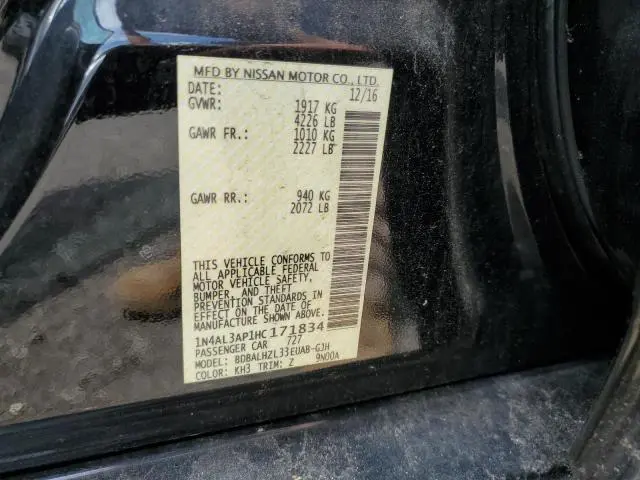 MFD BY NISSAN MOTOR CO., LTD.
DATE: 12/16
GVWR: 1917 KG
4226 LB
GAWR FR.: 1010 KG
2227 LB
GAWR RR.: 940 KG
2072 LB
THIS VEHICLE CONFORMS TO
ALL APPLICABLE FEDERAL
MOTOR VEHICLE SAFETY,
BUMPER, AND THEFT
PREVENTION STANDARDS IN
EFFECT ON THE DATE OF
MANUFACTURE SHOWN ABOVE.
1N4AL3AP1HC171834
PASSENGER CAR 727
MODEL: BDBALHZL33EUAB-GJH
COLOR: KH3 TRIM: Z 9N00A